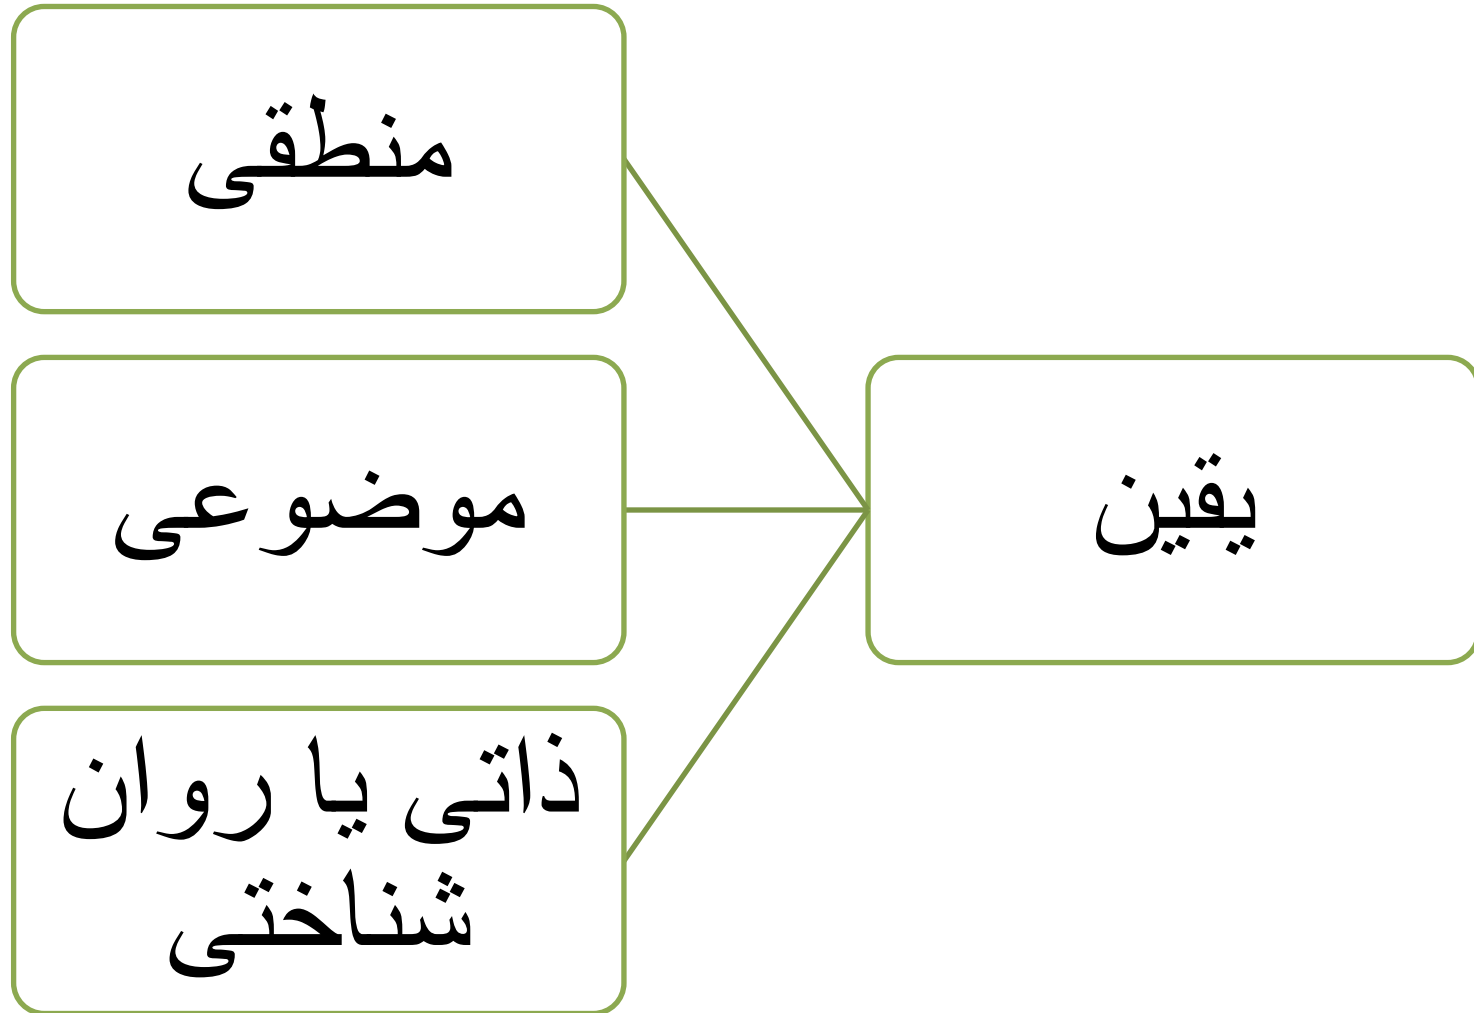 یقین
منطقی
موضوعی
ذاتی یا روان
شناختی